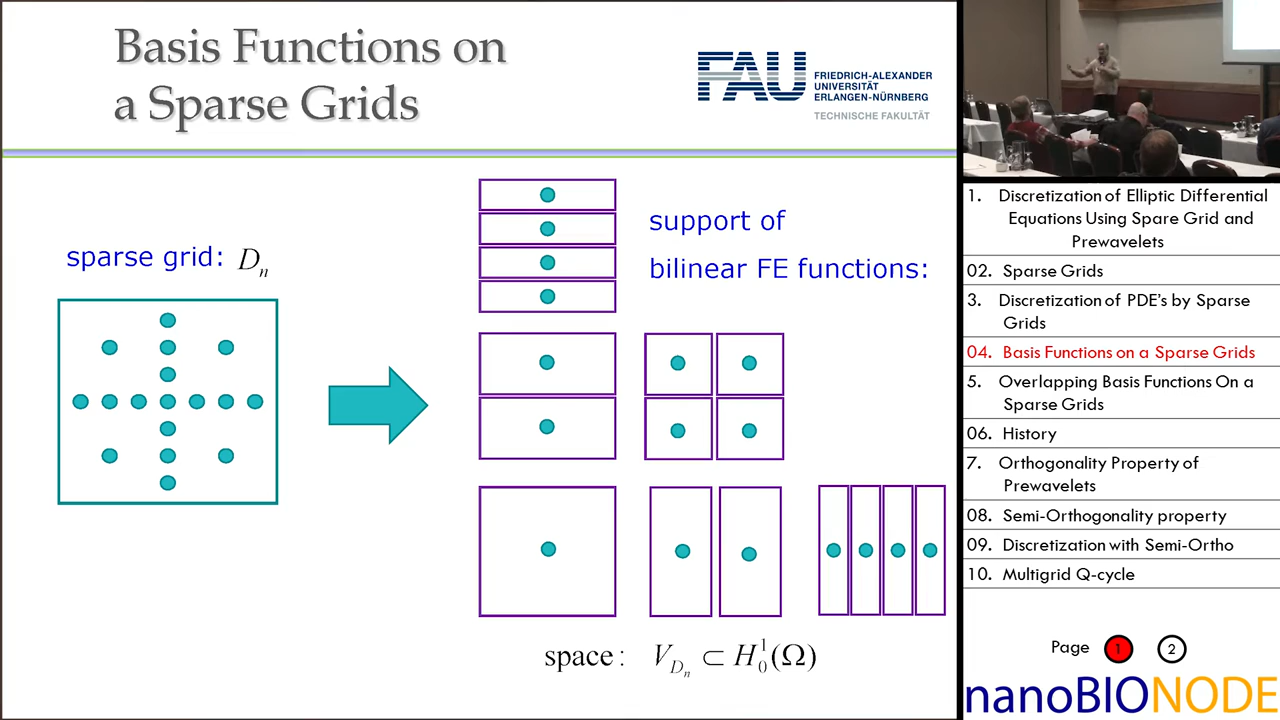 Basis Functions on
a Sparse Grids
FAU
FRIEDRICH-ALEXANDER
UNIVERSITÄT
ERLANGEN-NÜRNBERG
TECHNISCHE FAKULTÄT
sparse grid: Dn
support of
bilinear FE functions:
space: V_{D_n} ⊂ H_0^1(Ω)
1. Discretization of Elliptic Differential
Equations Using Spare Grid and
Prewavelets
02. Sparse Grids
3. Discretization of PDE's by Sparse
Grids
04. Basis Functions on a Sparse Grids
5. Overlapping Basis Functions On a
Sparse Grids
06. History
7. Orthogonality Property of
Prewavelets
08. Semi-Orthogonality property
09. Discretization with Semi-Ortho
10. Multigrid Q-cycle
Page 1 2
nanoBIONODE